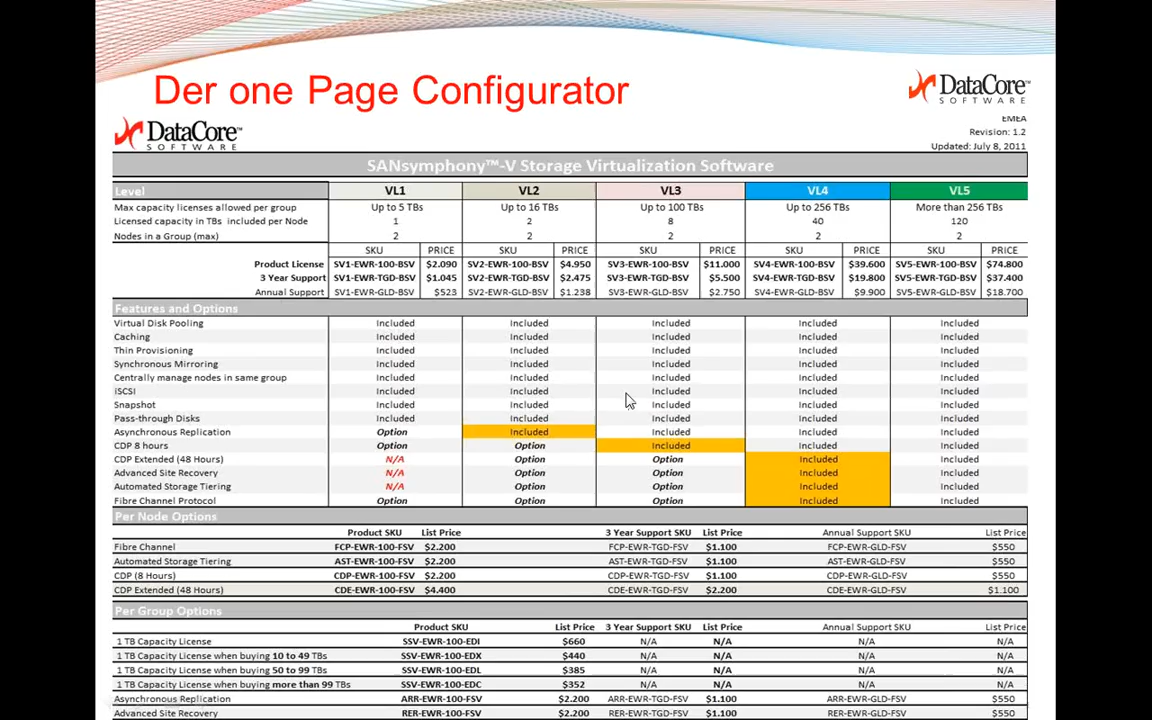 Der one Page Configurator
DataCore
SOFTWARE
DataCore™
SOFTWARE
EMEA
Revision: 1.2
Updated: July 8, 2011
SANsymphony™-V Storage Virtualization Software
Level VL1 VL2 VL3 VL4 VL5
Max capacity licenses allowed per group Up to 5 TBs Up to 16 TBs Up to 100 TBs Up to 256 TBs More than 256 TBs
Licensed capacity in TBs included per Node 1 2 8 40 120
Nodes in a Group (max) 2 2 2 2 2
SKU PRICE SKU PRICE SKU PRICE SKU PRICE SKU PRICE
Product License SV1-EWR-100-BSV $2.090 SV2-EWR-100-BSV $4.950 SV3-EWR-100-BSV $11.000 SV4-EWR-100-BSV $39.600 SV5-EWR-100-BSV $74.800
3 Year Support SV1-EWR-TGD-BSV $1.045 SV2-EWR-TGD-BSV $2.475 SV3-EWR-TGD-BSV $5.500 SV4-EWR-TGD-BSV $19.800 SV5-EWR-TGD-BSV $37.400
Annual Support SV1-EWR-GLD-BSV $523 SV2-EWR-GLD-BSV $1.238 SV3-EWR-GLD-BSV $2.750 SV4-EWR-GLD-BSV $9.900 SV5-EWR-GLD-BSV $18.700
Features and Options
Virtual Disk Pooling Included Included Included Included Included
Caching Included Included Included Included Included
Thin Provisioning Included Included Included Included Included
Synchronous Mirroring Included Included Included Included Included
Centrally manage nodes in same group Included Included Included Included Included
iSCSI Included Included Included Included Included
Snapshot Included Included Included Included Included
Pass-through Disks Included Included Included Included Included
Asynchronous Replication Option Included Included Included Included
CDP 8 hours Option Option Included Included Included
CDP Extended (48 Hours) N/A Option Option Included Included
Advanced Site Recovery N/A Option Option Included Included
Automated Storage Tiering N/A Option Option Included Included
Fibre Channel Protocol Option Option Option Included Included
Per Node Options
Product SKU List Price 3 Year Support SKU List Price Annual Support SKU List Price
Fibre Channel FCP-EWR-100-FSV $2.200 FCP-EWR-TGD-FSV $1.100 FCP-EWR-GLD-FSV $550
Automated Storage Tiering AST-EWR-100-FSV $2.200 AST-EWR-TGD-FSV $1.100 AST-EWR-GLD-FSV $550
CDP (8 Hours) CDP-EWR-100-FSV $2.200 CDP-EWR-TGD-FSV $1.100 CDP-EWR-GLD-FSV $550
CDP Extended (48 Hours) CDE-EWR-100-FSV $4.400 CDE-EWR-TGD-FSV $2.200 CDE-EWR-GLD-FSV $1.100
Per Group Options
Product SKU List Price 3 Year Support SKU List Price Annual Support SKU List Price
1 TB Capacity License SSV-EWR-100-EDI $660 N/A N/A N/A N/A
1 TB Capacity License when buying 10 to 49 TBs SSV-EWR-100-EDX $440 N/A N/A N/A N/A
1 TB Capacity License when buying 50 to 99 TBs SSV-EWR-100-EDL $385 N/A N/A N/A N/A
1 TB Capacity License when buying more than 99 TBs SSV-EWR-100-EDC $352 N/A N/A N/A N/A
Asynchronous Replication ARR-EWR-100-FSV $2.200 ARR-EWR-TGD-FSV $1.100 ARR-EWR-GLD-FSV $550
Advanced Site Recovery RER-EWR-100-FSV $2.200 RER-EWR-TGD-FSV $1.100 RER-EWR-GLD-FSV $550